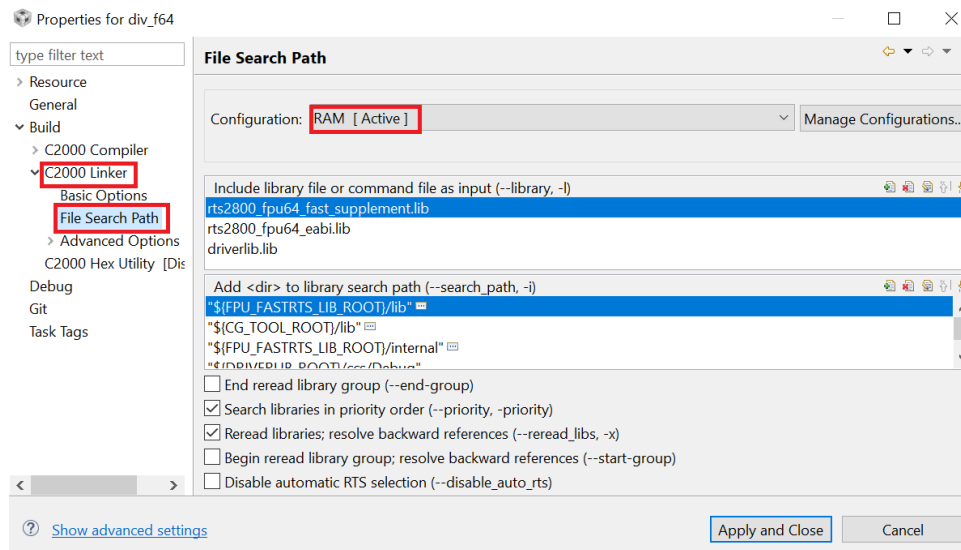 Properties for div_f64
type filter text
Resource
General
Build
C2000 Compiler
C2000 Linker
Basic Options
File Search Path
Advanced Options
C2000 Hex Utility [Dis
Debug
Git
Task Tags
File Search Path
Configuration: RAM [ Active ] Manage Configurations..
Include library file or command file as input (--library, -l)
rts2800_fpu64_fast_supplement.lib
rts2800_fpu64_eabi.lib
driverlib.lib
Add <dir> to library search path (--search_path, -i)
"${FPU_FASTRTS_LIB_ROOT}/lib"
"${CG_TOOL_ROOT}/lib"
"${FPU_FASTRTS_LIB_ROOT}/internal"
"${DRIVERLIB_ROOT}/ccs/Debug"
End reread library group (--end-group)
Search libraries in priority order (--priority, -priority)
Reread libraries; resolve backward references (--reread_libs, -x)
Begin reread library group; resolve backward references (--start-group)
Disable automatic RTS selection (--disable_auto_rts)
Show advanced settings
Apply and Close
Cancel